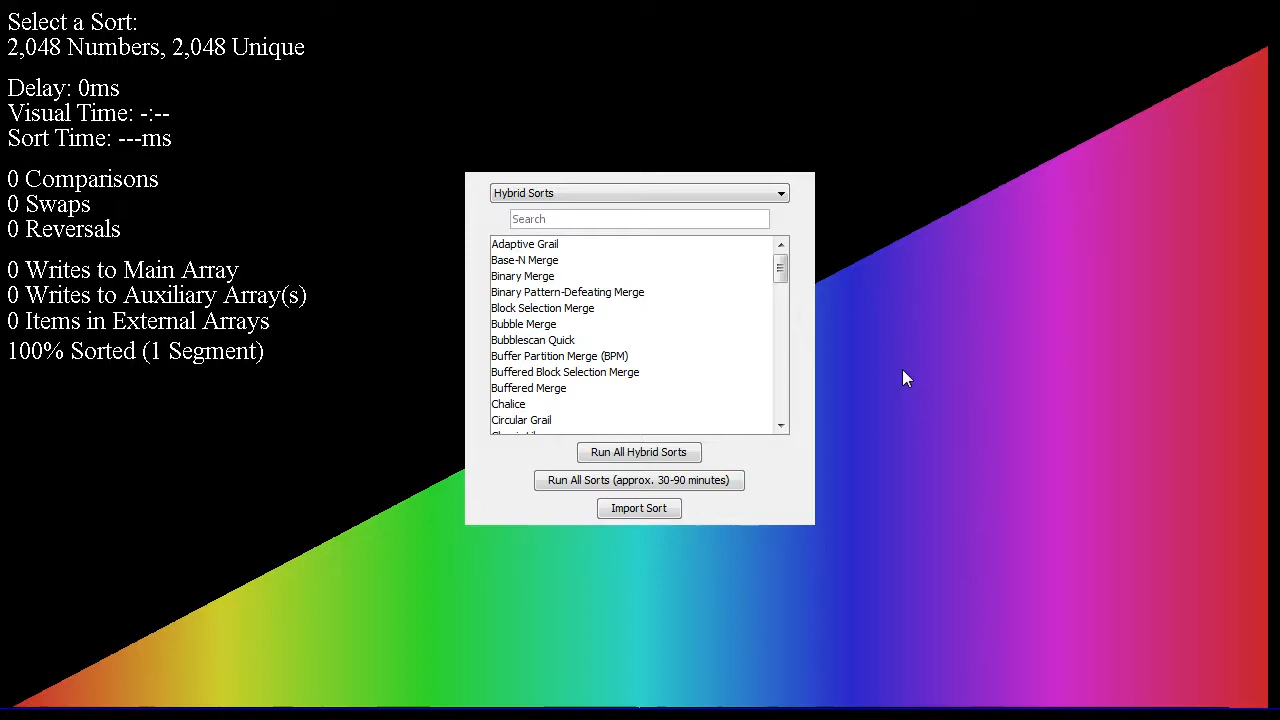 Select a Sort:
2,048 Numbers, 2,048 Unique
Delay: 0ms
Visual Time: -:--
Sort Time: ---ms
0 Comparisons
0 Swaps
0 Reversals
0 Writes to Main Array
0 Writes to Auxiliary Array(s)
0 Items in External Arrays
100% Sorted (1 Segment)
Hybrid Sorts
Search
Adaptive Grail
Base-N Merge
Binary Merge
Binary Pattern-Defeating Merge
Block Selection Merge
Bubble Merge
Bubblescan Quick
Buffer Partition Merge (BPM)
Buffered Block Selection Merge
Buffered Merge
Chalice
Circular Grail
Run All Hybrid Sorts
Run All Sorts (approx. 30-90 minutes)
Import Sort